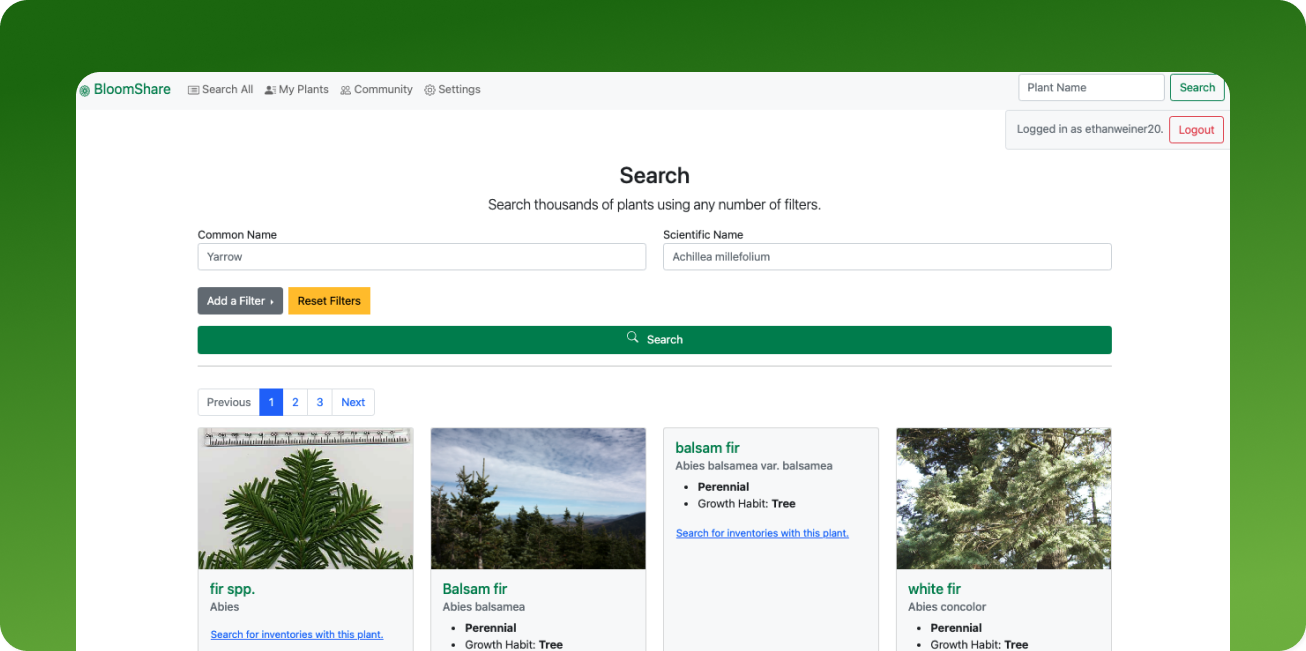 BloomShare Search All My Plants Community Settings Plant Name Search
Logged in as ethanweiner20. Logout
Search
Search thousands of plants using any number of filters.
Common Name Scientific Name
Yarrow Achillea millefolium
Add a Filter Reset Filters
Search
Previous 1 2 3 Next
fir spp.
Abies
Search for inventories with this plant.
Balsam fir
Abies balsamea
Perennial
Growth Habit: Tree
balsam fir
Abies balsamea var. balsamea
Perennial
Growth Habit: Tree
Search for inventories with this plant.
white fir
Abies concolor
Perennial
Growth Habit: Tree